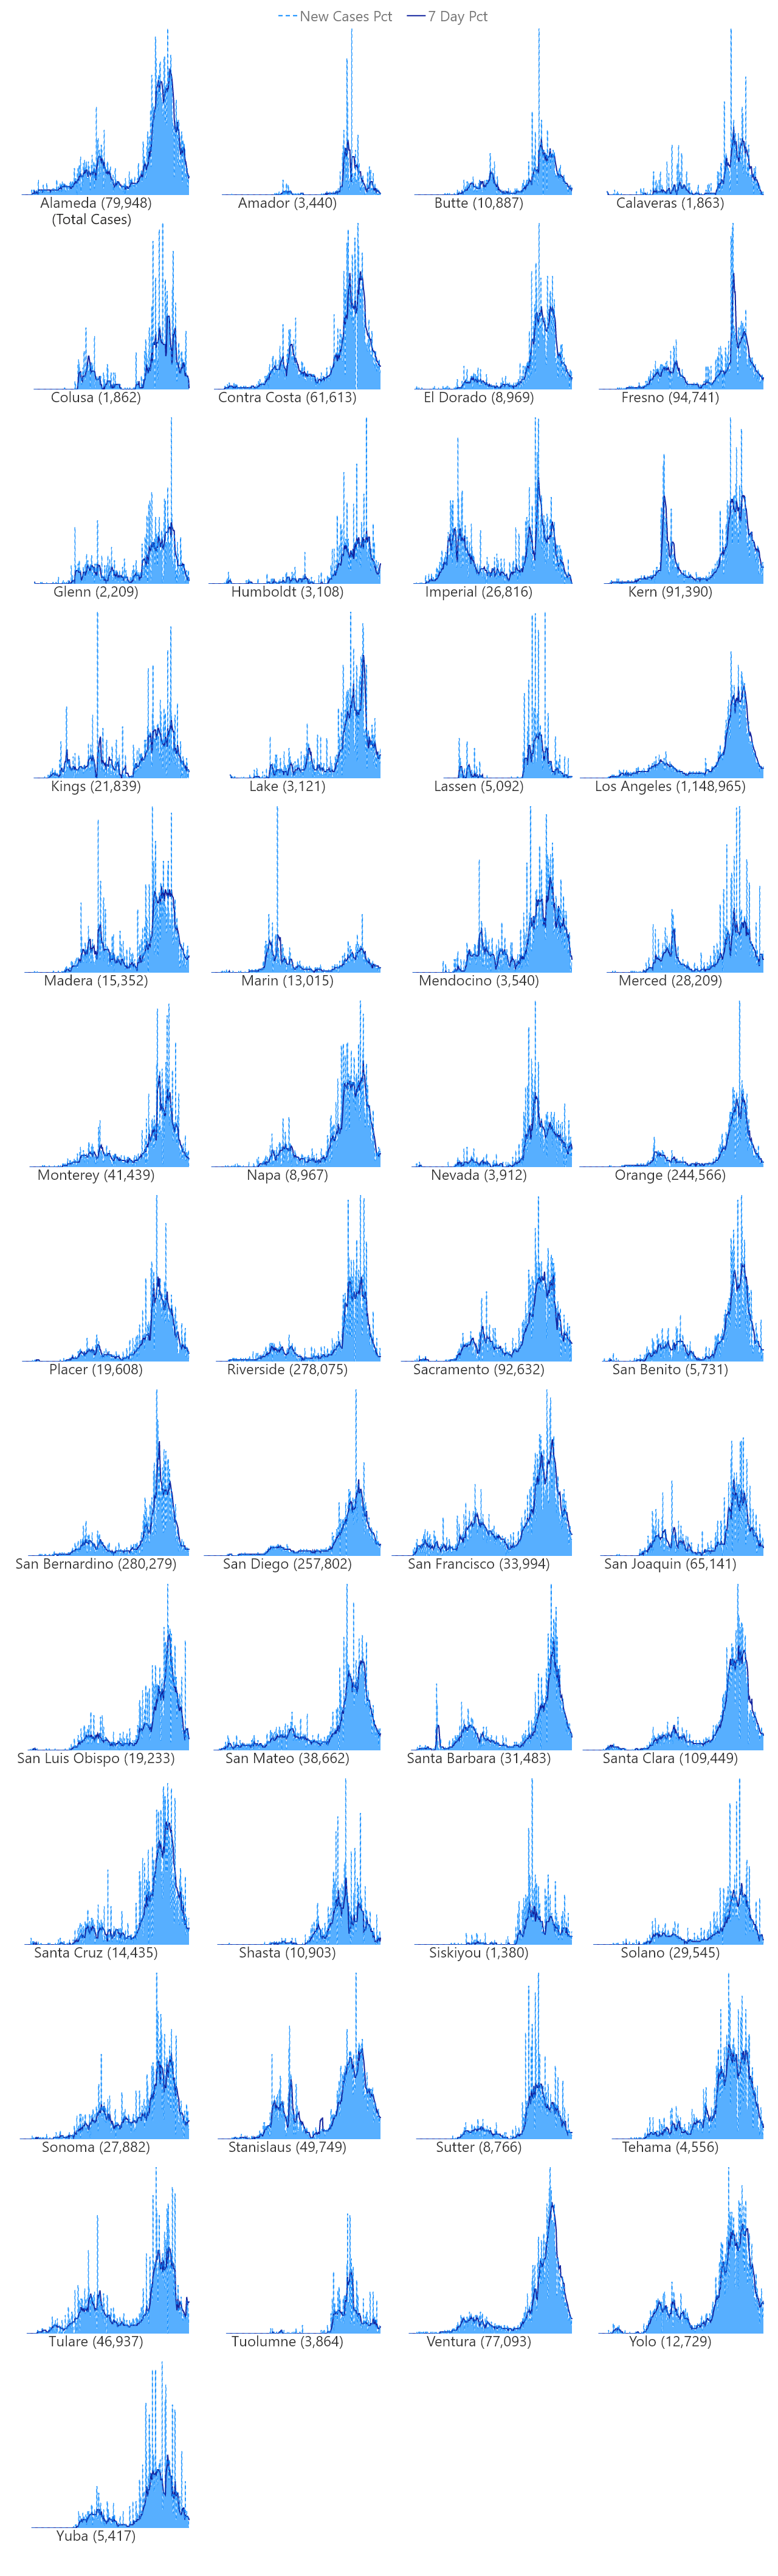 New Cases Pct 7 Day Pct
Alameda (79,948) Amador (3,440) Butte (10,887) Calaveras (1,863)
(Total Cases)
Colusa (1,862) Contra Costa (61,613) El Dorado (8,969) Fresno (94,741)
Glenn (2,209) Humboldt (3,108) Imperial (26,816) Kern (91,390)
Kings (21,839) Lake (3,121) Lassen (5,092) Los Angeles (1,148,965)
Madera (15,352) Marin (13,015) Mendocino (3,540) Merced (28,209)
Monterey (41,439) Napa (8,967) Nevada (3,912) Orange (244,566)
Placer (19,608) Riverside (278,075) Sacramento (92,632) San Benito (5,731)
San Bernardino (280,279) San Diego (257,802) San Francisco (33,994) San Joaquin (65,141)
San Luis Obispo (19,233) San Mateo (38,662) Santa Barbara (31,483) Santa Clara (109,449)
Santa Cruz (14,435) Shasta (10,903) Siskiyou (1,380) Solano (29,545)
Sonoma (27,882) Stanislaus (49,749) Sutter (8,766) Tehama (4,556)
Tulare (46,937) Tuolumne (3,864) Ventura (77,093) Yolo (12,729)
Yuba (5,417)